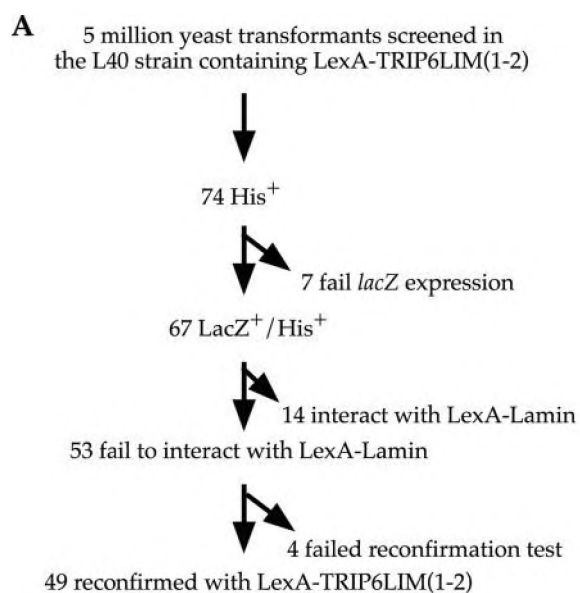 A
5 million yeast transformants screened in
the L40 strain containing LexA-TRIP6LIM(1-2)
74 His⁺
7 fail lacZ expression
67 LacZ⁺/His⁺
14 interact with LexA-Lamin
53 fail to interact with LexA-Lamin
4 failed reconfirmation test
49 reconfirmed with LexA-TRIP6LIM(1-2)